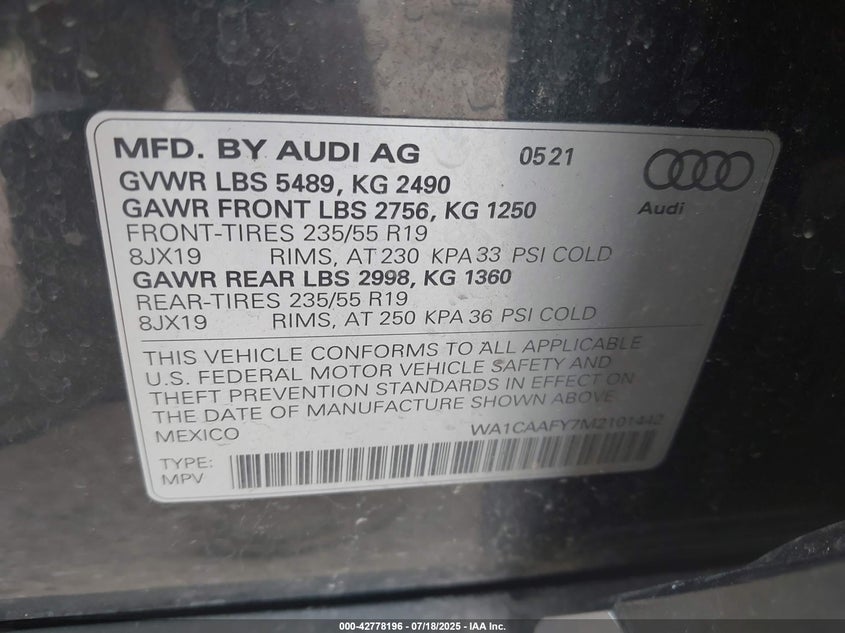 MFD. BY AUDI AG 0521
GVWR LBS 5489, KG 2490
GAWR FRONT LBS 2756, KG 1250
Audi
FRONT-TIRES 235/55 R19
8JX19 RIMS, AT 230 KPA 33 PSI COLD
GAWR REAR LBS 2998, KG 1360
REAR-TIRES 235/55 R19
8JX19 RIMS, AT 250 KPA 36 PSI COLD
THIS VEHICLE CONFORMS TO ALL APPLICABLE
U.S. FEDERAL MOTOR VEHICLE SAFETY AND
THEFT PREVENTION STANDARDS IN EFFECT ON
THE DATE OF MANUFACTURE SHOWN ABOVE
MEXICO WA1CAAFY7M2101442
TYPE:
MPV
000-42778196 - 07/18/2025 - IAA Inc.